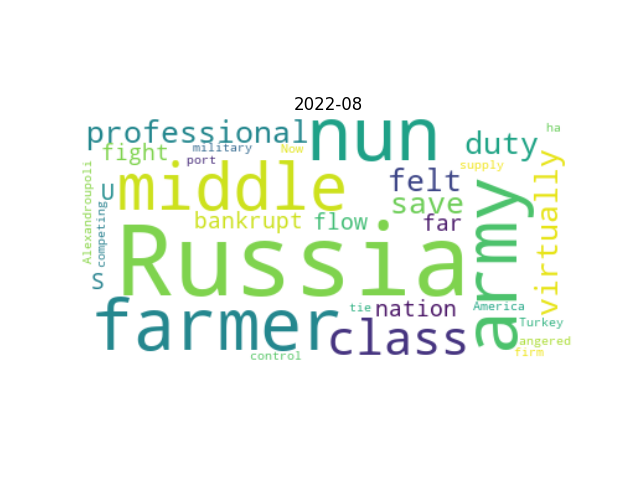 2022-08
professional nun duty ha
fight military Now port
middle felt supply virtually
Alexandroupoli U save army
bankrupt flow far
competing Russia
S
farmer tie nation America
class Turkey
control angered
firm